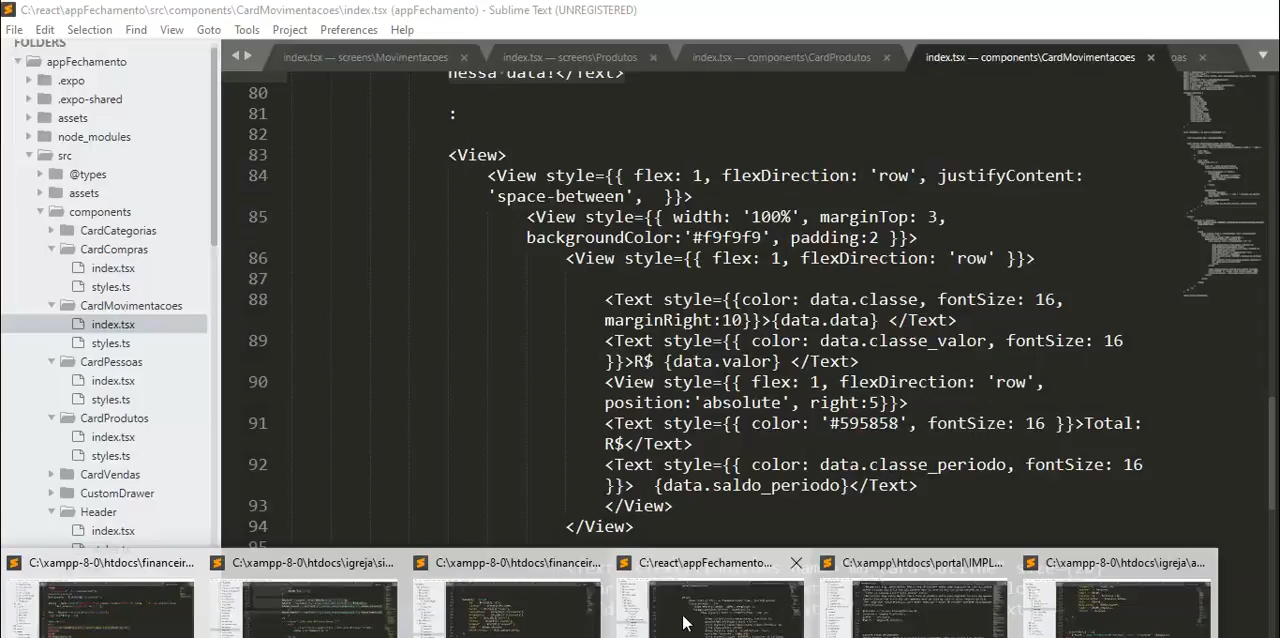 C:\react\appFechamento\src\components\CardMovimentacoes\index.tsx (appFechamento) - Sublime Text (UNREGISTERED)
File Edit Selection View Goto Tools Project Preferences Help
FOLDERS
appFechamento
.expo
.expo-shared
assets
node_modules
src
@types
assets
components
CardCategorias
CardCompras
index.tsx
styles.ts
CardMovimentacoes
index.tsx
styles.ts
CardPessoas
index.tsx
styles.ts
CardProdutos
index.tsx
styles.ts
CardVendas
CustomDrawer
Header
index.tsx
index.tsx — screens\Movimentacoes
index.tsx — screens\Produtos
index.tsx — components\CardProdutos
index.tsx — components\CardMovimentacoes
oas
nessa data!</Text>
80
81 :
82
83 <View>
84 <View style={{ flex: 1, flexDirection: 'row', justifyContent:
'space-between',  }}>
85 <View style={{ width: '100%', marginTop: 3,
backgroundColor:'#f9f9f9', padding:2 }}>
86 <View style={{ flex: 1, flexDirection: 'row' }}>
87
88 <Text style={{color: data.classe, fontSize: 16,
marginRight:10}}>{data.data} </Text>
89 <Text style={{ color: data.classe_valor, fontSize: 16
}}>R$ {data.valor} </Text>
90 <View style={{ flex: 1, flexDirection: 'row',
position:'absolute', right:5}}>
91 <Text style={{ color: '#595858', fontSize: 16 }}>Total:
R$</Text>
92 <Text style={{ color: data.classe_periodo, fontSize: 16
}}>  {data.saldo_periodo}</Text>
93 </View>
94 </View>
95
C:\xampp-8-0\htdocs\financeir...
C:\xampp-8-0\htdocs\igreja\si...
C:\xampp-8-0\htdocs\financeir...
C:\react\appFechamento...
C:\xampp\htdocs\portal\IMPL...
C:\xampp-8-0\htdocs\igreja\a...